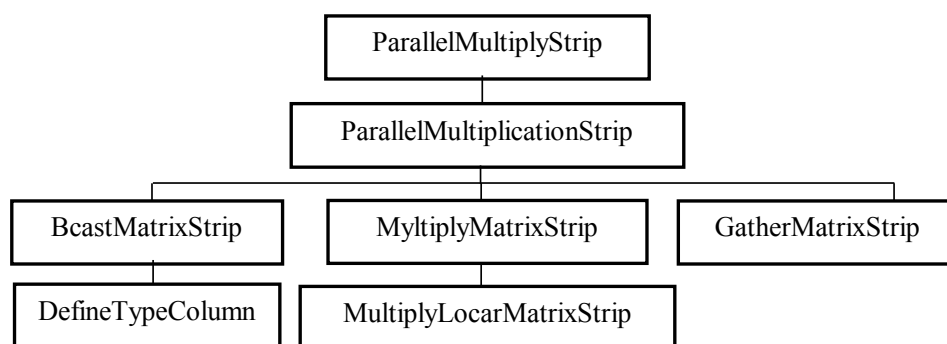 ParallelMultiplyStrip
ParallelMultiplicationStrip
BcastMatrixStrip
MyltiplyMatrixStrip
GatherMatrixStrip
DefineTypeColumn
MultiplyLocarMatrixStrip